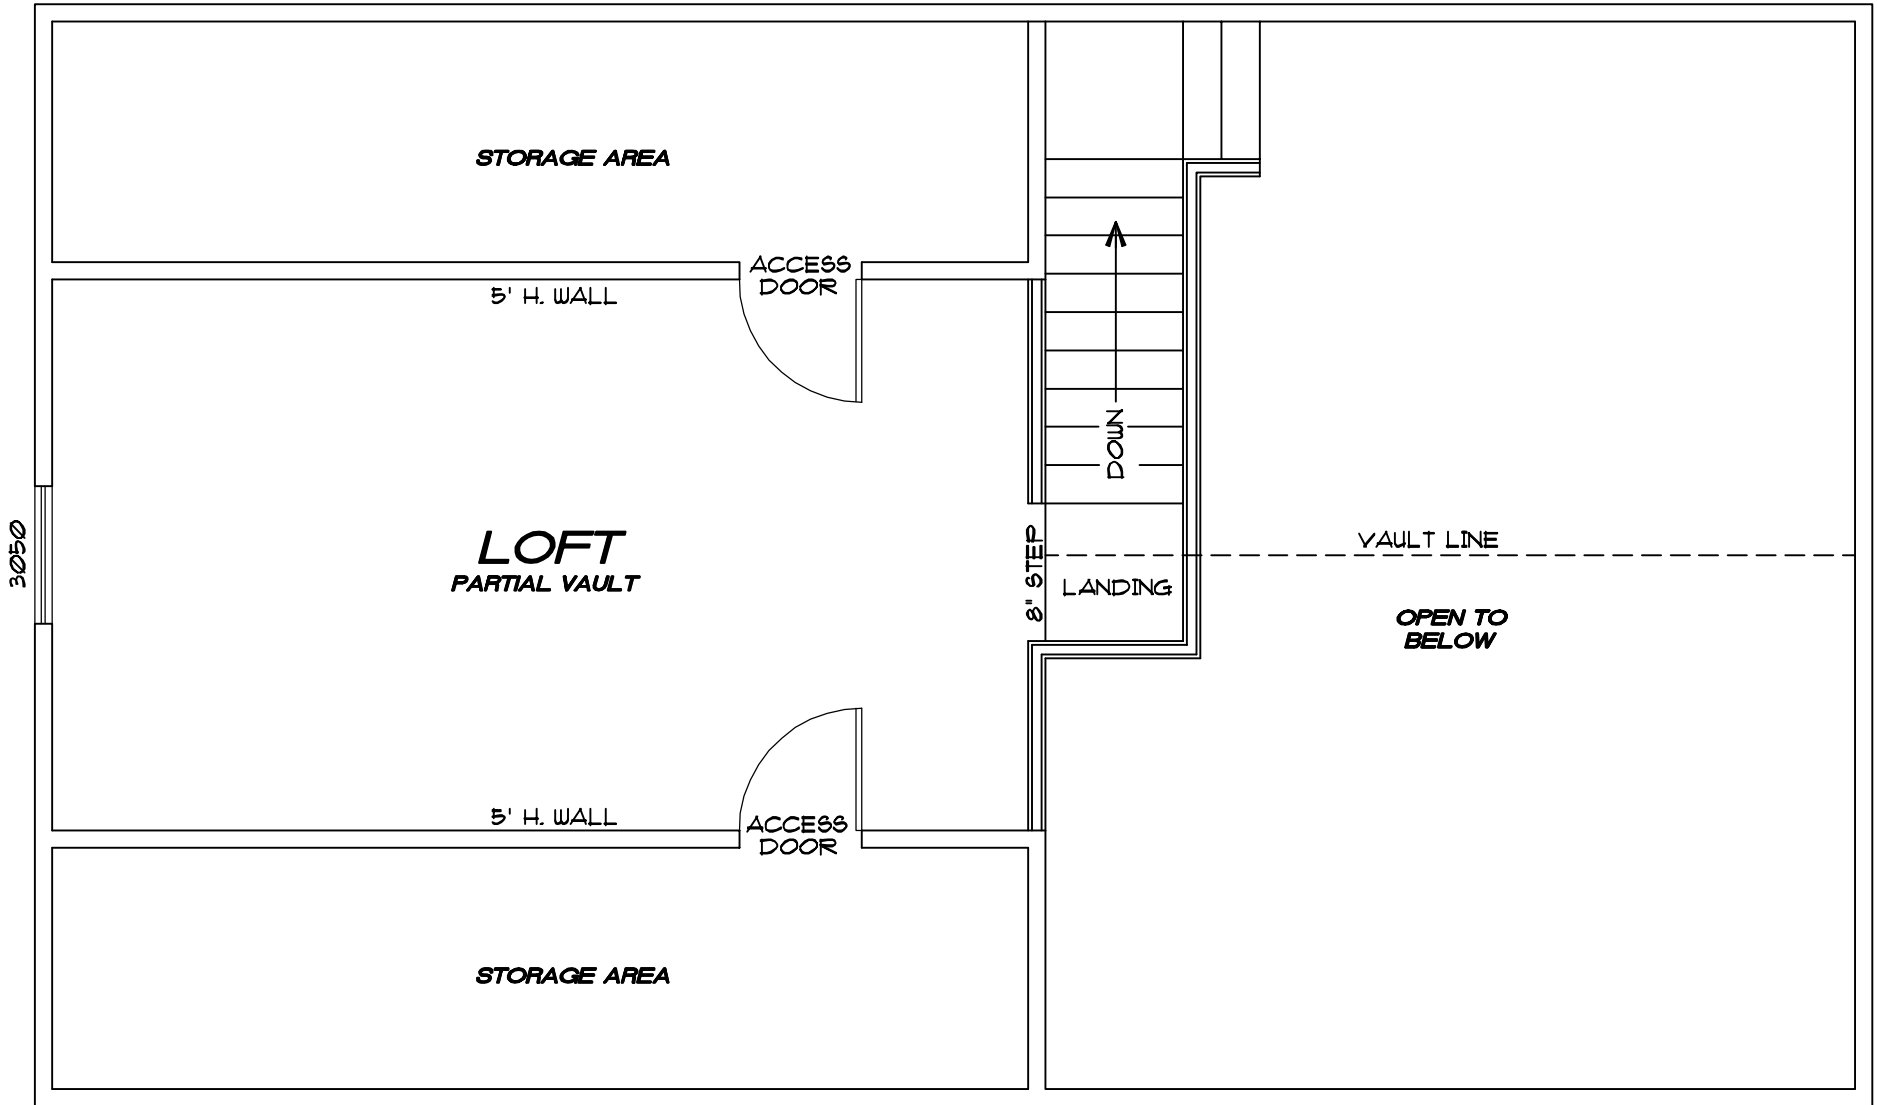 STORAGE AREA
ACCESS
DOOR
5' H. WALL
DOWN
3050
LOFT
PARTIAL VAULT
8" STEP
LANDING
VAULT LINE
OPEN TO
BELOW
5' H. WALL
ACCESS
DOOR
STORAGE AREA